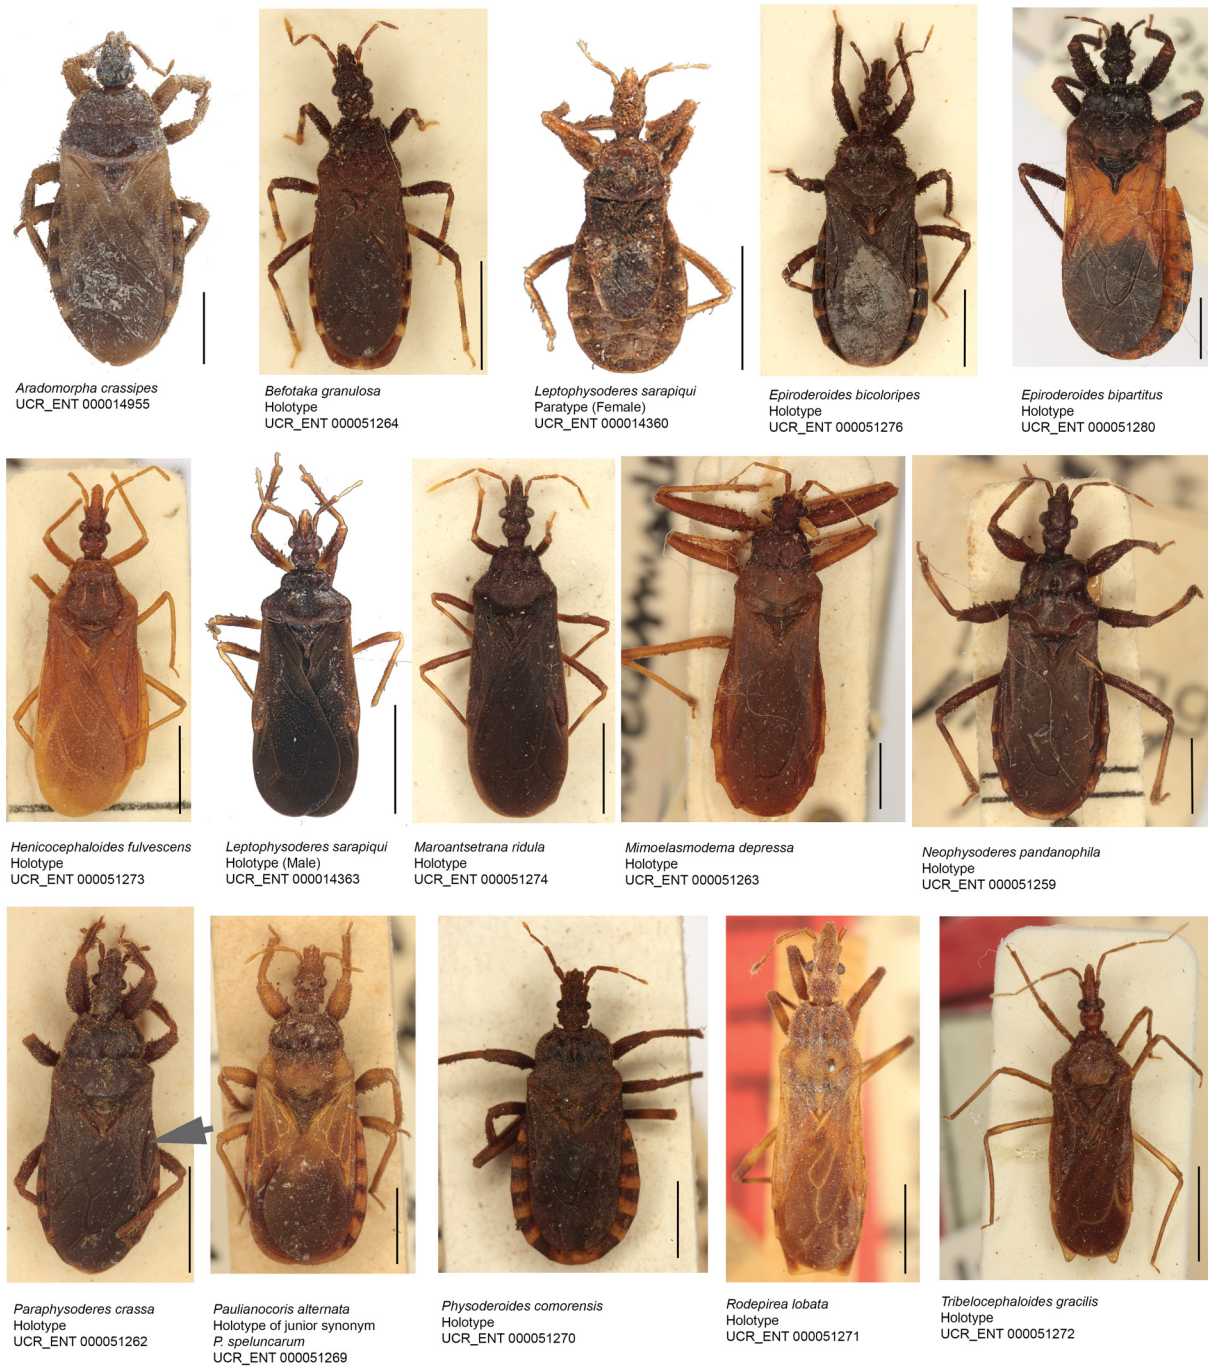 Aradomorpha crassipes
UCR_ENT 000014955
Befotaka granulosa
Holotype
UCR_ENT 000051264
Leptophysoderes sarapiqui
Paratype (Female)
UCR_ENT 000014360
Epiroderoides bicoloripes
Holotype
UCR_ENT 000051276
Epiroderoides bipartitus
Holotype
UCR_ENT 000051280
Henicocephaloides fulvescens
Holotype
UCR_ENT 000051273
Leptophysoderes sarapiqui
Holotype (Male)
UCR_ENT 000014363
Maroantsetrana ridula
Holotype
UCR_ENT 000051274
Mimoelasmodema depressa
Holotype
UCR_ENT 000051263
Neophysoderes pandanophila
Holotype
UCR_ENT 000051259
Paraphysoderes crassa
Holotype
UCR_ENT 000051262
Paulianocoris alternata
Holotype of junior synonym
P. speluncarum
UCR_ENT 000051269
Physoderoides comorensis
Holotype
UCR_ENT 000051270
Rodepirea lobata
Holotype
UCR_ENT 000051271
Tribelocephaloides gracilis
Holotype
UCR_ENT 000051272